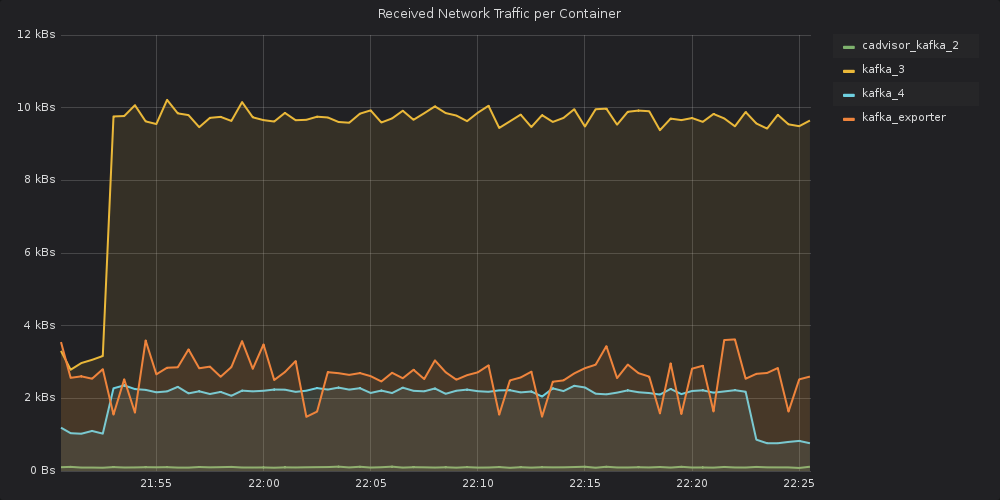 Received Network Traffic per Container
12 kBs
10 kBs
8 kBs
6 kBs
4 kBs
2 kBs
0 Bs
21:55
22:00
22:05
22:10
22:15
22:20
22:25
cadvisor_kafka_2
kafka_3
kafka_4
kafka_exporter